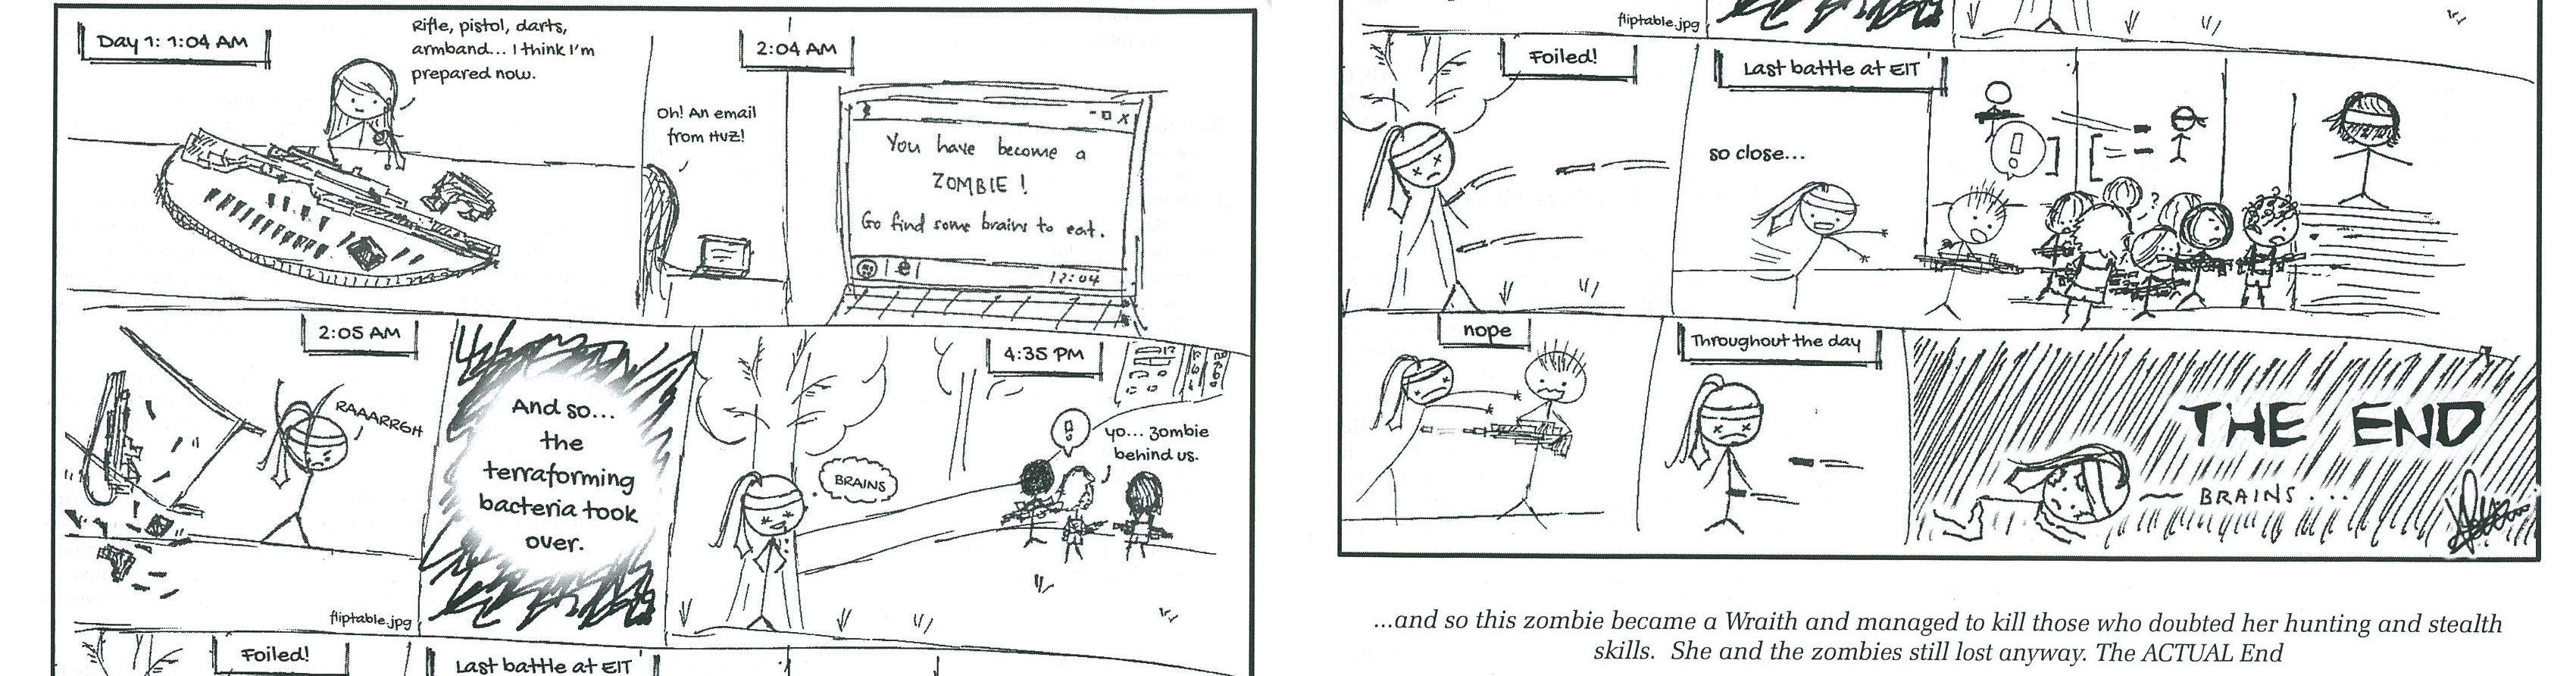 Day 1: 1:04 AM
Rifle, pistol, darts,
armband... I think I'm
prepared now.
2:04 AM
Oh! An email
from HvZ!
You have become a
ZOMBIE!
Go find some brains to eat.
12:04
2:05 AM
RAAARRGH
fliptable.jpg
And so...
the
terraforming
bacteria took
over.
4:35 PM
BRAINS
!
yo... zombie
behind us.
Foiled!
Last battle at EIT
fliptable.jpg
Foiled!
Last battle at EIT
so close...
!
?
?
nope
Throughout the day
THE END
BRAINS...
...and so this zombie became a Wraith and managed to kill those who doubted her hunting and stealth
skills. She and the zombies still lost anyway. The ACTUAL End